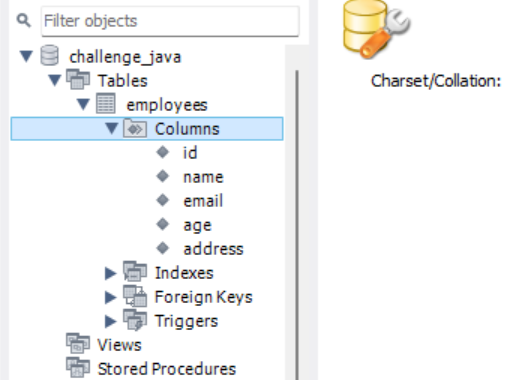 Filter objects
challenge_java
Tables
employees
Columns
id
name
email
age
address
Indexes
Foreign Keys
Triggers
Views
Stored Procedures
Charset/Collation: